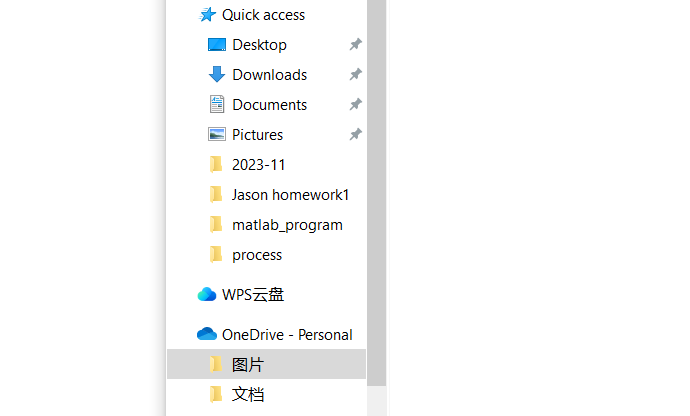 Quick access
Desktop
Downloads
Documents
Pictures
2023-11
Jason homework1
matlab_program
process
WPS云盘
OneDrive - Personal
图片
文档